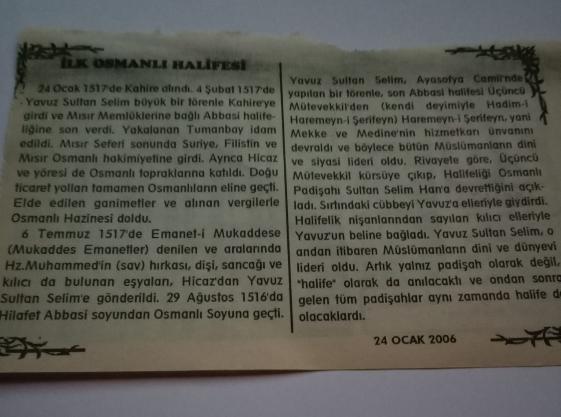 İLK OSMANLI HALİFESİ
24 Ocak 1517'de Kahire alındı. 4 Şubat 1517'de
Yavuz Sultan Selim büyük bir törenle Kahire'ye
girdi ve Mısır Memlüklerine bağlı Abbasi halife-
liğine son verdi. Yakalanan Tumanbay idam
edildi. Mısır Seferi sonunda Suriye, Filistin ve
Mısır Osmanlı hakimiyetine girdi. Ayrıca Hicaz
ve yöresi de Osmanlı topraklarına katıldı. Doğu
ticaret yolları tamamen Osmanlıların eline geçti.
Elde edilen ganimetler ve alınan vergilerle
Osmanlı Hazinesi doldu.
6 Temmuz 1517'de Emanet-i Mukaddese
(Mukaddes Emanetler) denilen ve aralarında
Hz.Muhammed'in (sav) hırkası, dişi, sancağı ve
kılıcı da bulunan eşyaları, Hicaz'dan Yavuz
Sultan Selim'e gönderildi. 29 Ağustos 1516'da
Hilafet Abbasi soyundan Osmanlı Soyuna geçti.
Yavuz Sultan Selim, Ayasofya Camii'nde
yapılan bir törenle, son Abbasi halifesi Üçüncü
Mütevekkil'den (kendi deyimiyle Hadim-i
Haremeyn-i Şerifeyn) Haremeyn-i Şerifeyn, yani
Mekke ve Medine'nin hizmetkarı ünvanını
devraldı ve böylece bütün Müslümanların dini
ve siyasi lideri oldu. Rivayete göre, Üçüncü
Mütevekkil kürsüye çıkıp, Halifeliği Osmanlı
Padişahı Sultan Selim Han'a devrettiğini açık-
ladı. Sırtındaki cübbeyi Yavuz'a elleriyle giydirdi.
Halifelik nişanlarından sayılan kılıcı elleriyle
Yavuz'un beline bağladı. Yavuz Sultan Selim, o
andan itibaren Müslümanların dini ve dünyevi
lideri oldu. Artık yalnız padişah olarak değil,
"halife" olarak da anılacaktı ve ondan sonra
gelen tüm padişahlar aynı zamanda halife de
olacaklardı.
24 OCAK 2006